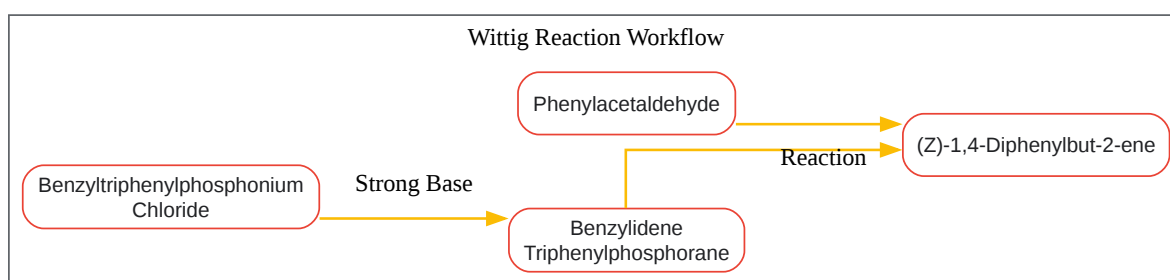 Wittig Reaction Workflow
Phenylacetaldehyde
(Z)-1,4-Diphenylbut-2-ene
Reaction
Benzyltriphenylphosphonium
Chloride
Strong Base
Benzylidene
Triphenylphosphorane